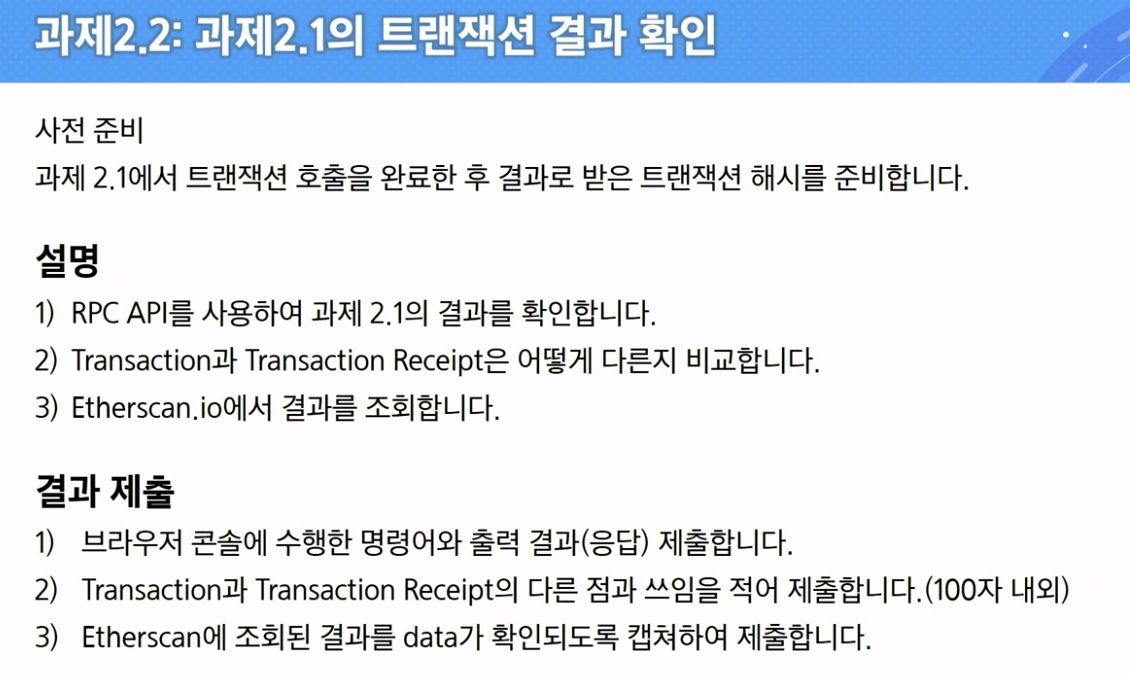 과제2.2: 과제2.1의 트랜잭션 결과 확인
사전 준비
과제 2.1에서 트랜잭션 호출을 완료한 후 결과로 받은 트랜잭션 해시를 준비합니다.
설명
1) RPC API를 사용하여 과제 2.1의 결과를 확인합니다.
2) Transaction과 Transaction Receipt은 어떻게 다른지 비교합니다.
3) Etherscan.io에서 결과를 조회합니다.
결과 제출
1) 브라우저 콘솔에 수행한 명령어와 출력 결과(응답) 제출합니다.
2) Transaction과 Transaction Receipt의 다른 점과 쓰임을 적어 제출합니다.(100자 내외)
3) Etherscan에 조회된 결과를 data가 확인되도록 캡쳐하여 제출합니다.